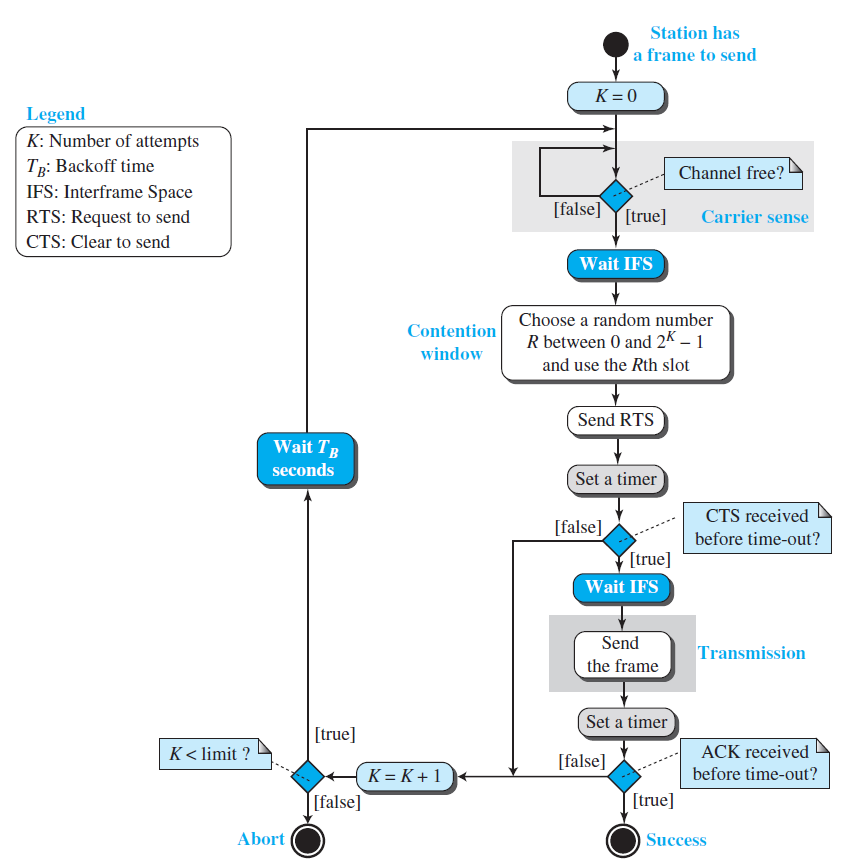 Station has
a frame to send
K = 0
Legend
K: Number of attempts
T_B: Backoff time
IFS: Interframe Space
RTS: Request to send
CTS: Clear to send
Channel free?
[false]
[true]
Carrier sense
Wait IFS
Contention
window
Choose a random number
R between 0 and 2^K – 1
and use the Rth slot
Send RTS
Wait T_B
seconds
Set a timer
CTS received
before time-out?
[false]
[true]
Wait IFS
Send
the frame
Transmission
Set a timer
[true]
K < limit ?
[false]
ACK received
before time-out?
K = K + 1
[false]
[true]
Abort
Success